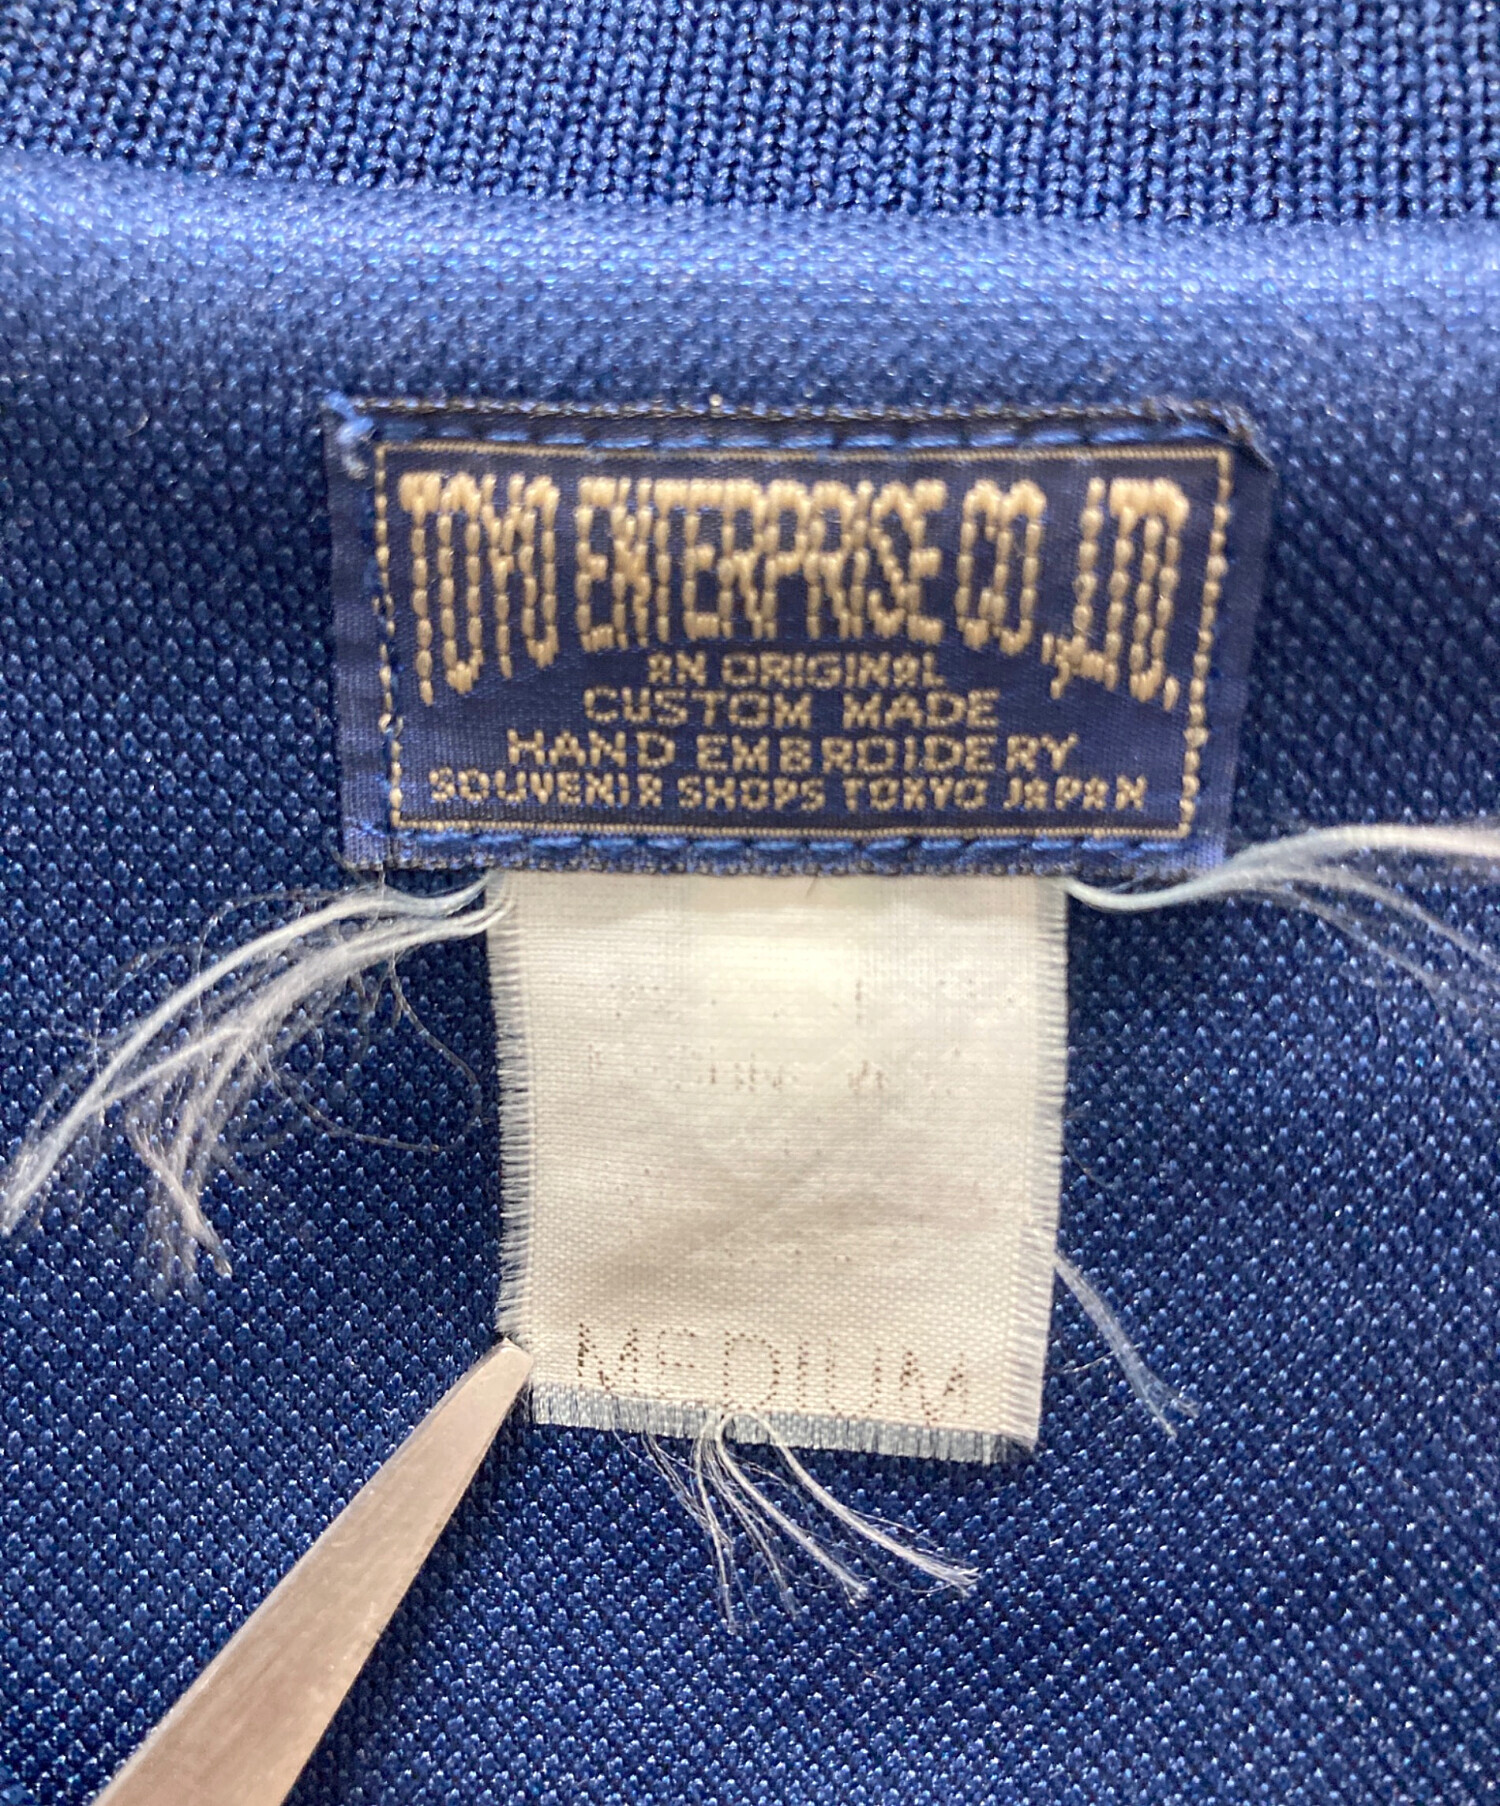 TOYO ENTERPRISE CO.,LTD.
AN ORIGINAL
CUSTOM MADE
HAND EMBROIDERY
SOUVENIR SHOPS TOKYO JAPAN
MEDIUM